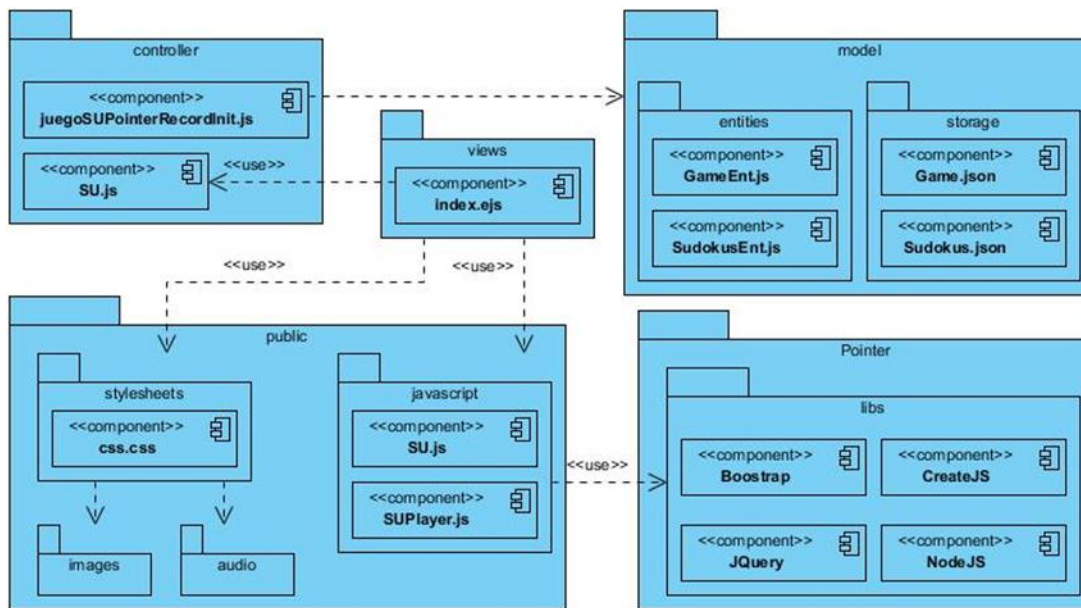 controller
<<component>>
juegoSUPointerRecordInit.js
<<component>>
SU.js
<<use>>
views
<<component>>
index.ejs
model
entities
<<component>>
GameEnt.js
<<component>>
SudokusEnt.js
storage
<<component>>
Game.json
<<component>>
Sudokus.json
<<use>>
<<use>>
public
stylesheets
<<component>>
css.css
images
audio
javascript
<<component>>
SU.js
<<component>>
SUPlayer.js
<<use>>
Pointer
libs
<<component>>
Boostrap
<<component>>
CreateJS
<<component>>
JQuery
<<component>>
NodeJS